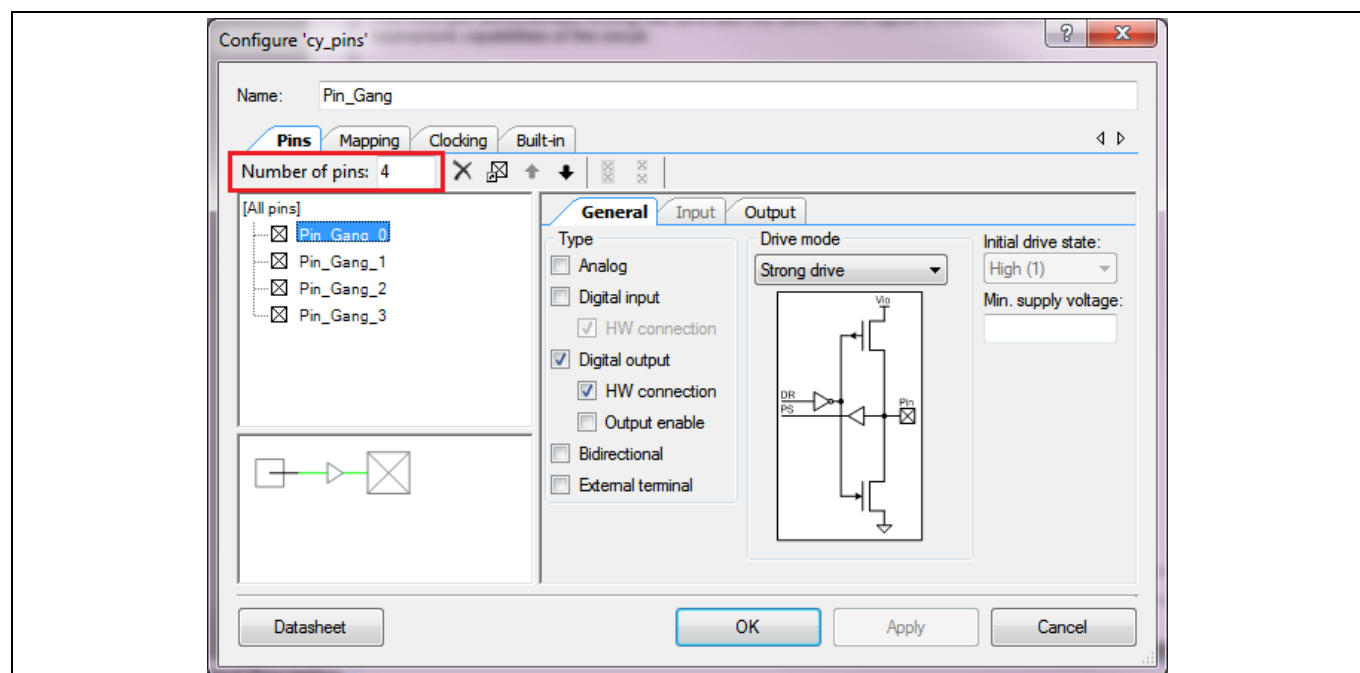 Configure 'cy_pins'
Name: Pin_Gang
Pins Mapping Clocking Built-in
Number of pins: 4
[All pins]
Pin_Gang_0
Pin_Gang_1
Pin_Gang_2
Pin_Gang_3
General Input Output
Type
Analog
Digital input
HW connection
Digital output
HW connection
Output enable
Bidirectional
External terminal
Drive mode
Strong drive
Vio
DR
PS
Pin
Initial drive state:
High (1)
Min. supply voltage:
Datasheet
OK
Apply
Cancel